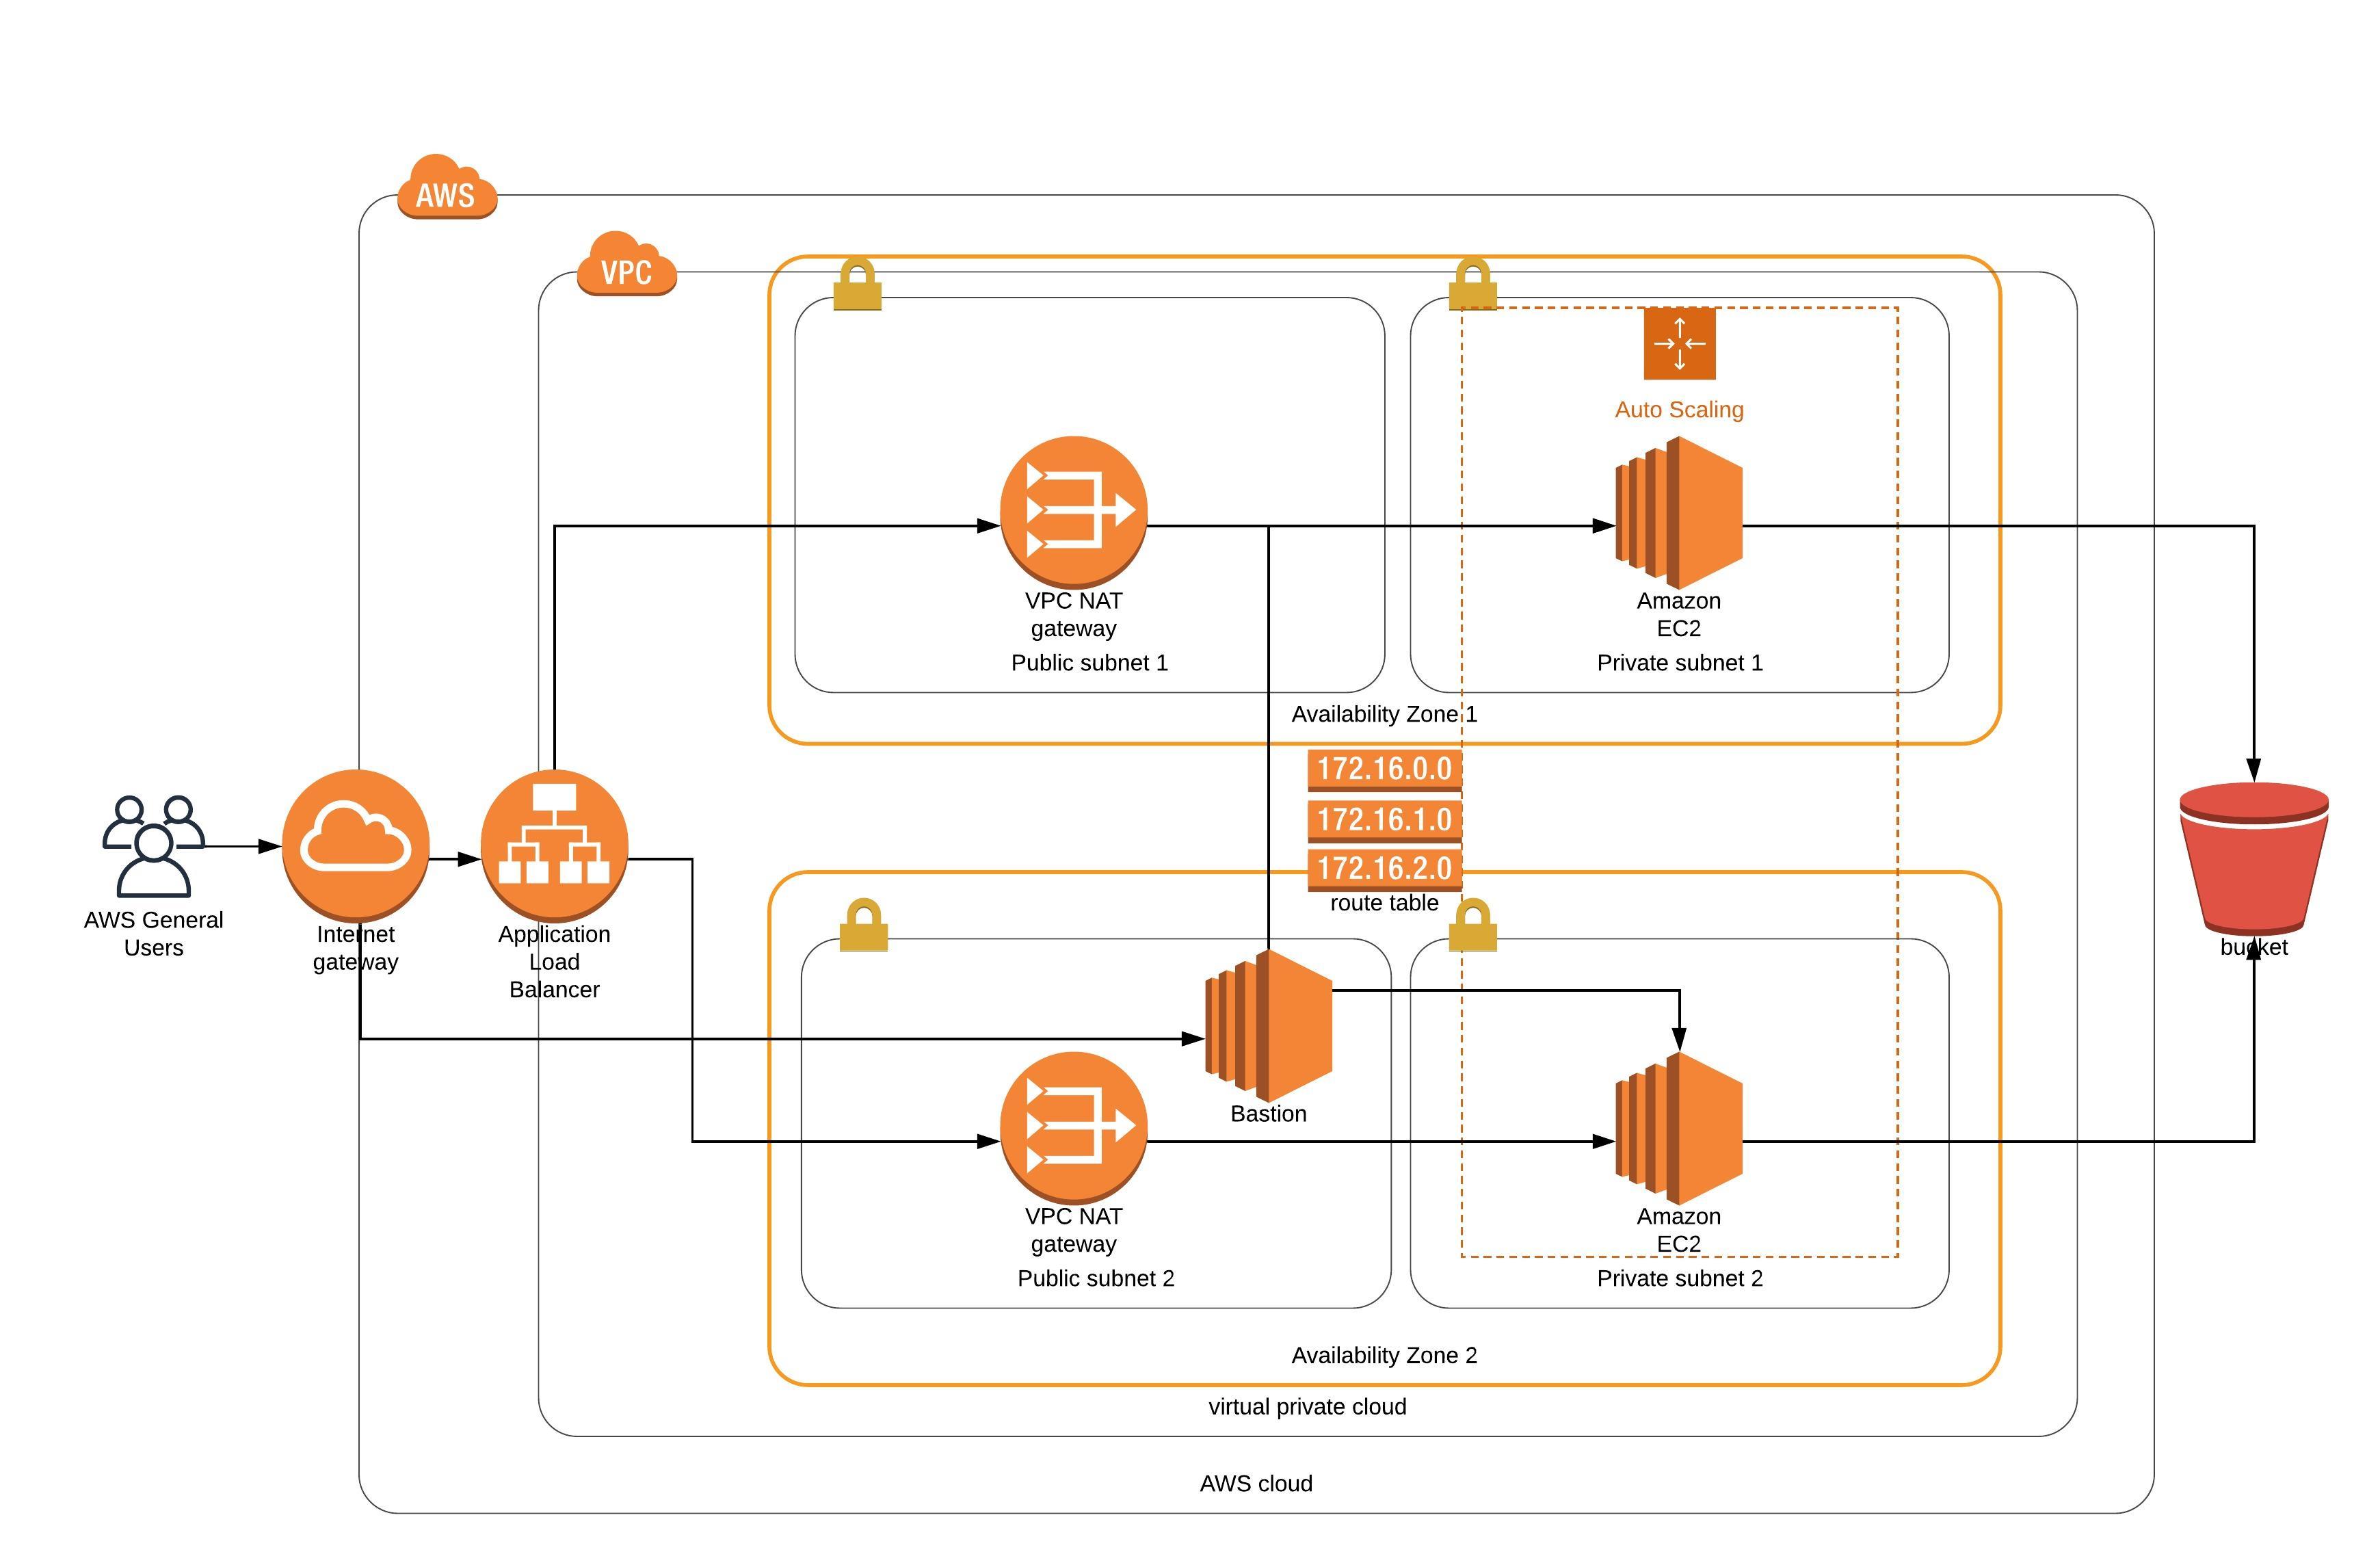 AWS
VPC
Auto Scaling
VPC NAT
gateway
Public subnet 1
Amazon
EC2
Private subnet 1
Availability Zone 1
172.16.0.0
172.16.1.0
172.16.2.0
route table
AWS General
Users
Internet
gateway
Application
Load
Balancer
bucket
Bastion
VPC NAT
gateway
Public subnet 2
Amazon
EC2
Private subnet 2
Availability Zone 2
virtual private cloud
AWS cloud